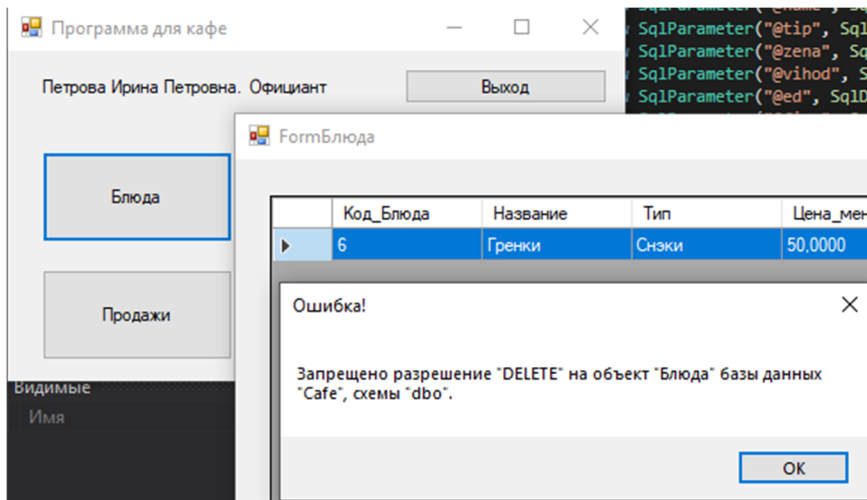 Программа для кафе
SqlParameter("@tip", Sql
SqlParameter("@zena", Sq
SqlParameter("@vihod", S
SqlParameter("@ed", SqlD
Петрова Ирина Петровна. Официант
Выход
FormБлюда
Блюда
Продажи
Код_Блюда Название Тип Цена_мен
6 Гренки Снэки 50,0000
Ошибка!
Запрещено разрешение "DELETE" на объект "Блюда" базы данных
"Cafe", схемы "dbo".
OK
Видимые
Имя